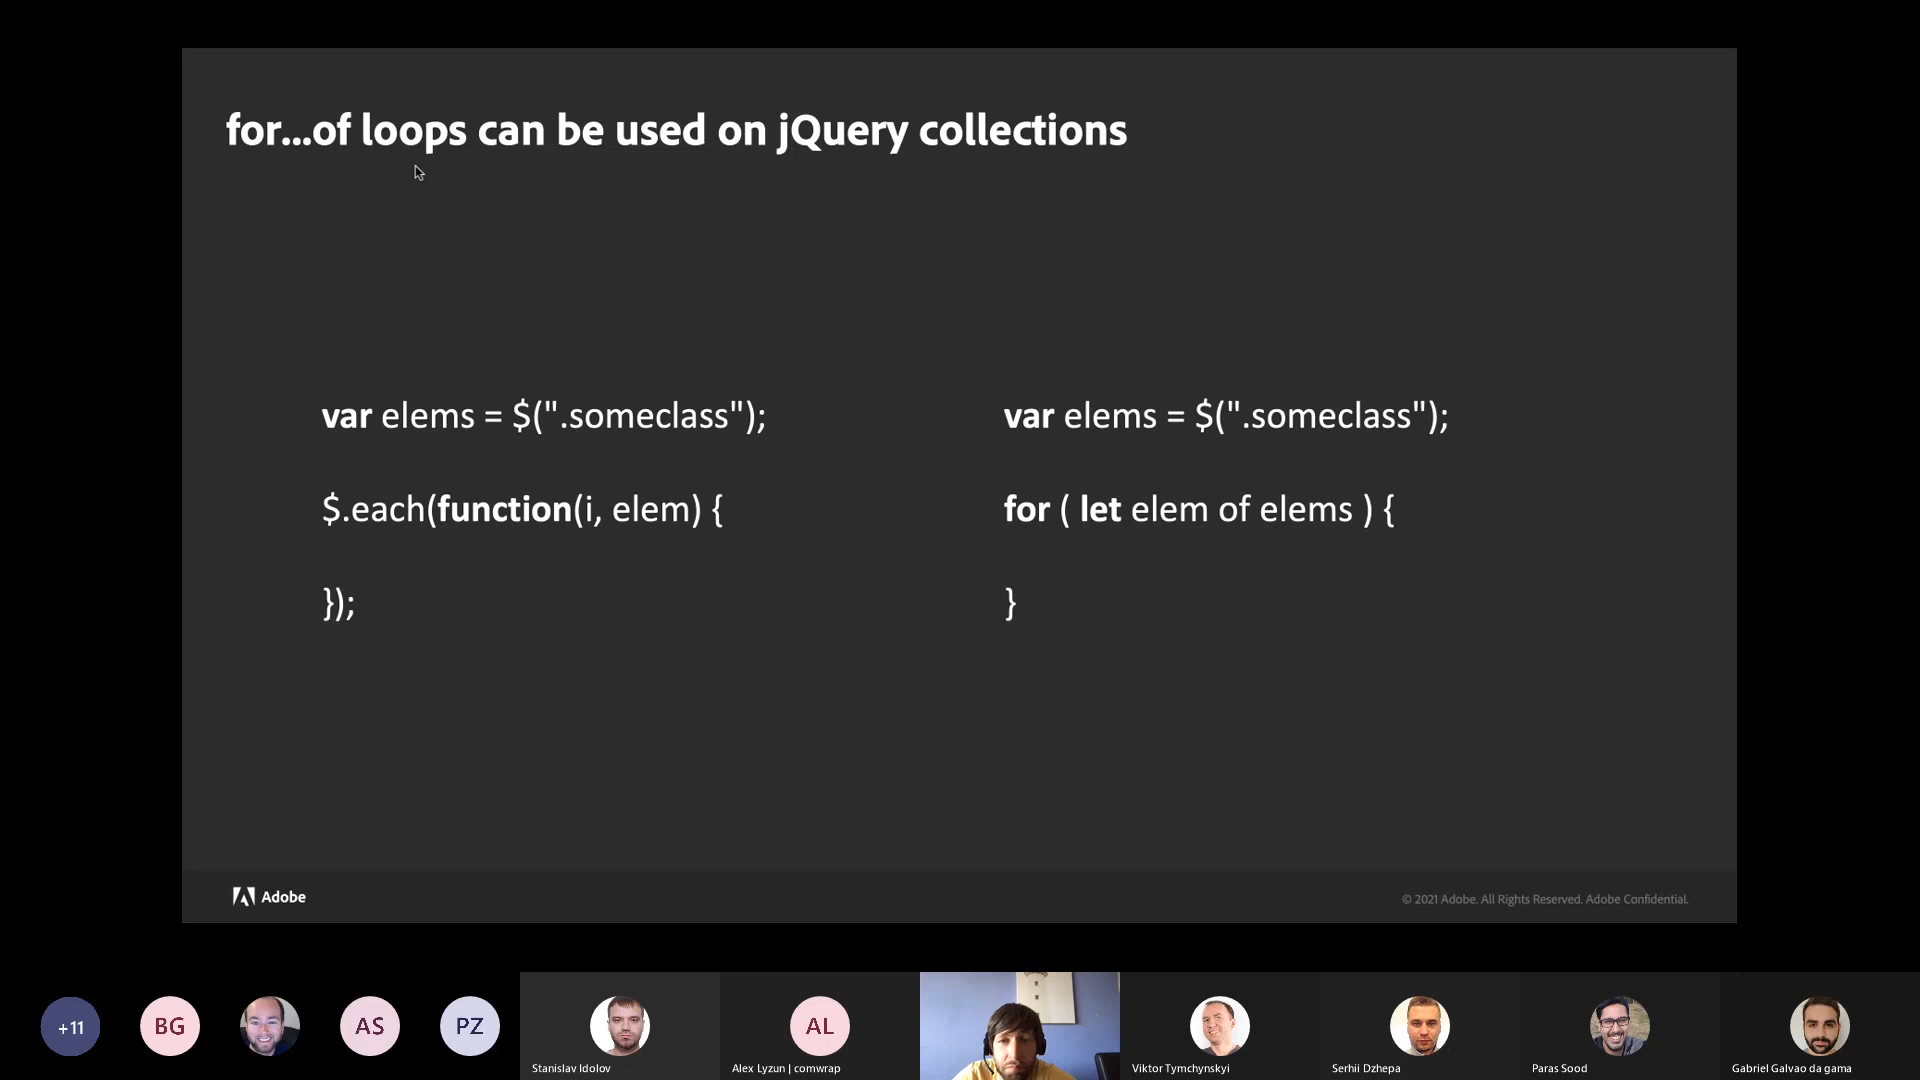 for...of loops can be used on jQuery collections
var elems = $(".someclass");
$.each(function(i, elem) {
});
var elems = $(".someclass");
for ( let elem of elems ) {
}
Adobe
© 2021 Adobe. All Rights Reserved. Adobe Confidential.
+11
BG
AS
PZ
Stanislav Idolov
AL
Alex Lyzun | comwrap
Viktor Tymchynskyi
Serhii Dzhepa
Paras Sood
Gabriel Galvao da gama